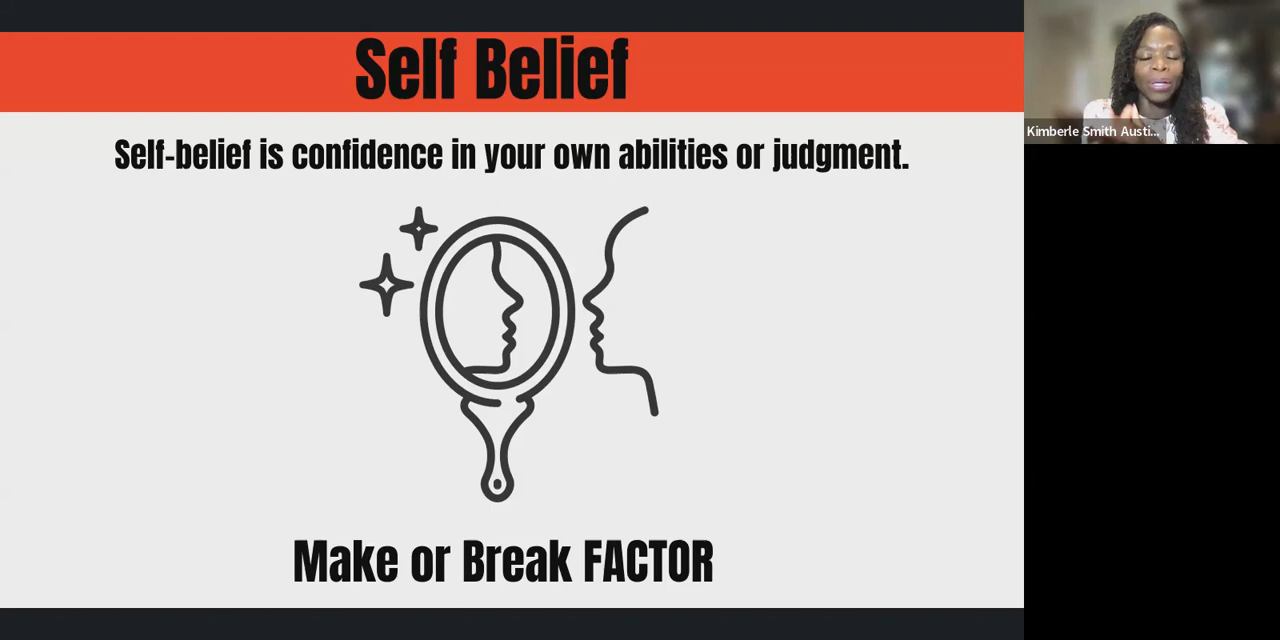 Self Belief
Self-belief is confidence in your own abilities or judgment.
Make or Break FACTOR
Kimberle Smith Austi...